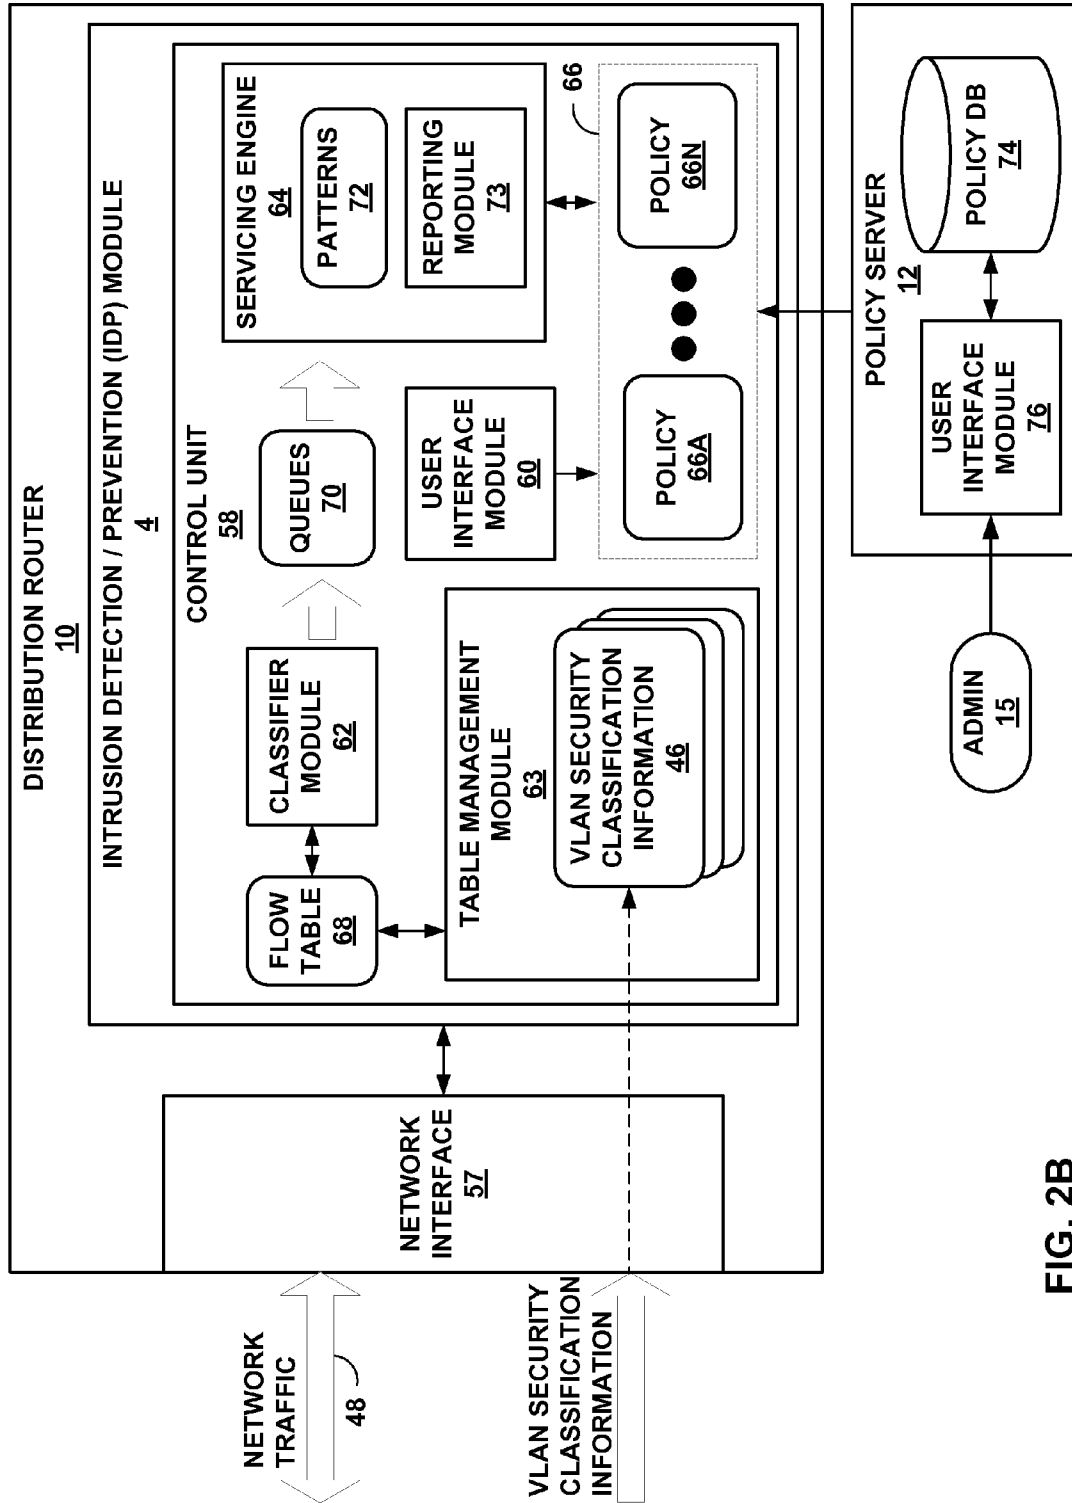 DISTRIBUTION ROUTER
10
INTRUSION DETECTION / PREVENTION (IDP) MODULE
4
CONTROL UNIT
58
NETWORK
TRAFFIC
48
VLAN SECURITY
CLASSIFICATION
INFORMATION
NETWORK
INTERFACE
57
FLOW
TABLE
68
CLASSIFIER
MODULE
62
QUEUES
70
SERVICING ENGINE
64
PATTERNS
72
REPORTING
MODULE
73
TABLE MANAGEMENT
MODULE
63
VLAN SECURITY
CLASSIFICATION
INFORMATION
46
USER
INTERFACE
MODULE
60
66
POLICY
66A
POLICY
66N
POLICY SERVER
12
ADMIN
15
USER
INTERFACE
MODULE
76
POLICY DB
74
FIG. 2B